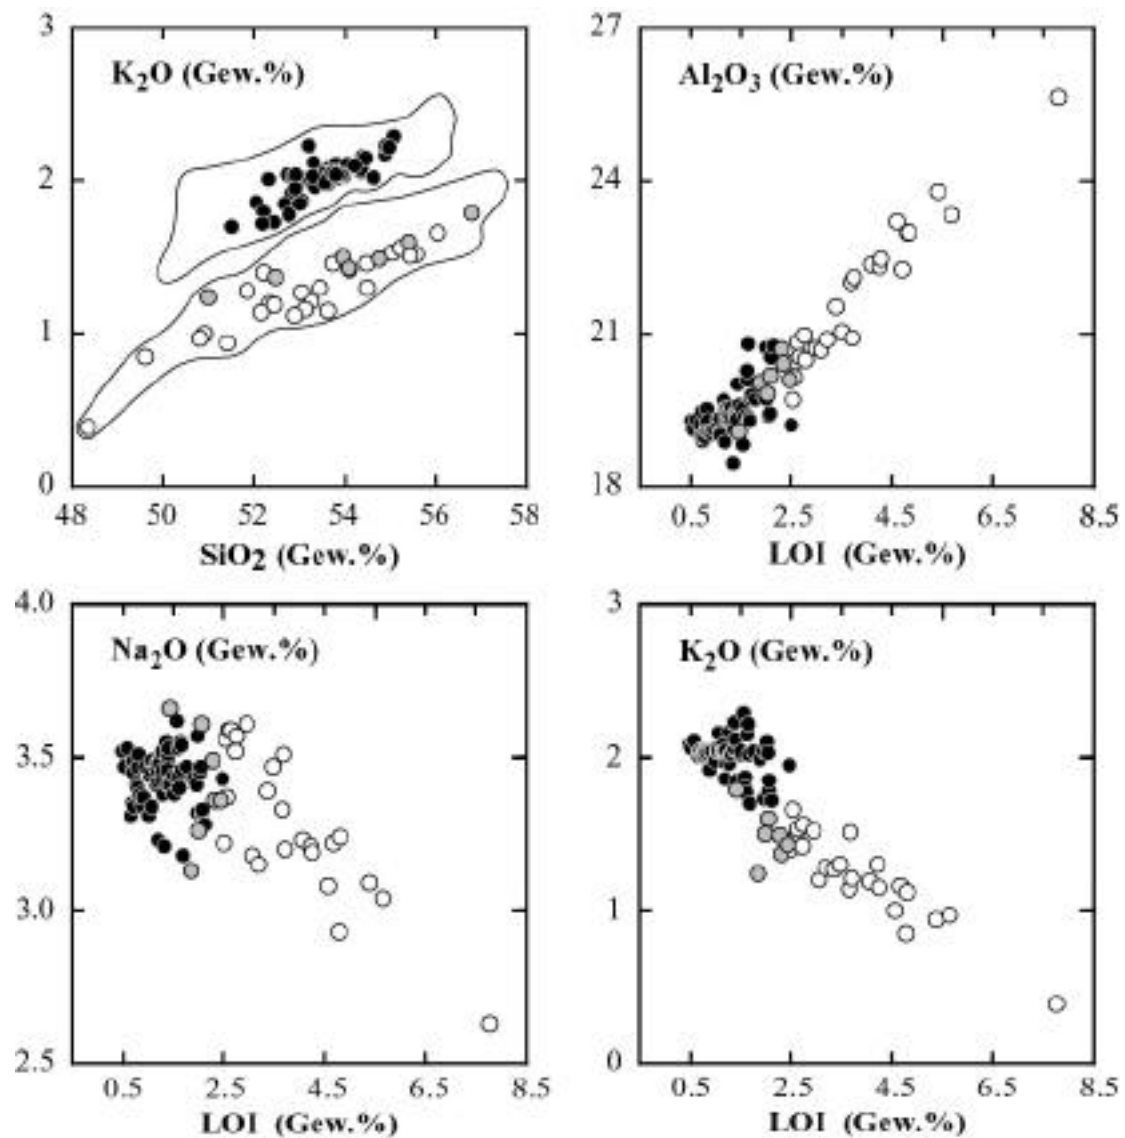 3
K₂O (Gew.%)
2
1
0
48 50 52 54 56 58
SiO₂ (Gew.%)
27
Al₂O₃ (Gew.%)
24
21
18
0.5 2.5 4.5 6.5 8.5
LOI (Gew.%)
4.0
Na₂O (Gew.%)
3.5
3.0
2.5
0.5 2.5 4.5 6.5 8.5
LOI (Gew.%)
3
K₂O (Gew.%)
2
1
0
0.5 2.5 4.5 6.5 8.5
LOI (Gew.%)